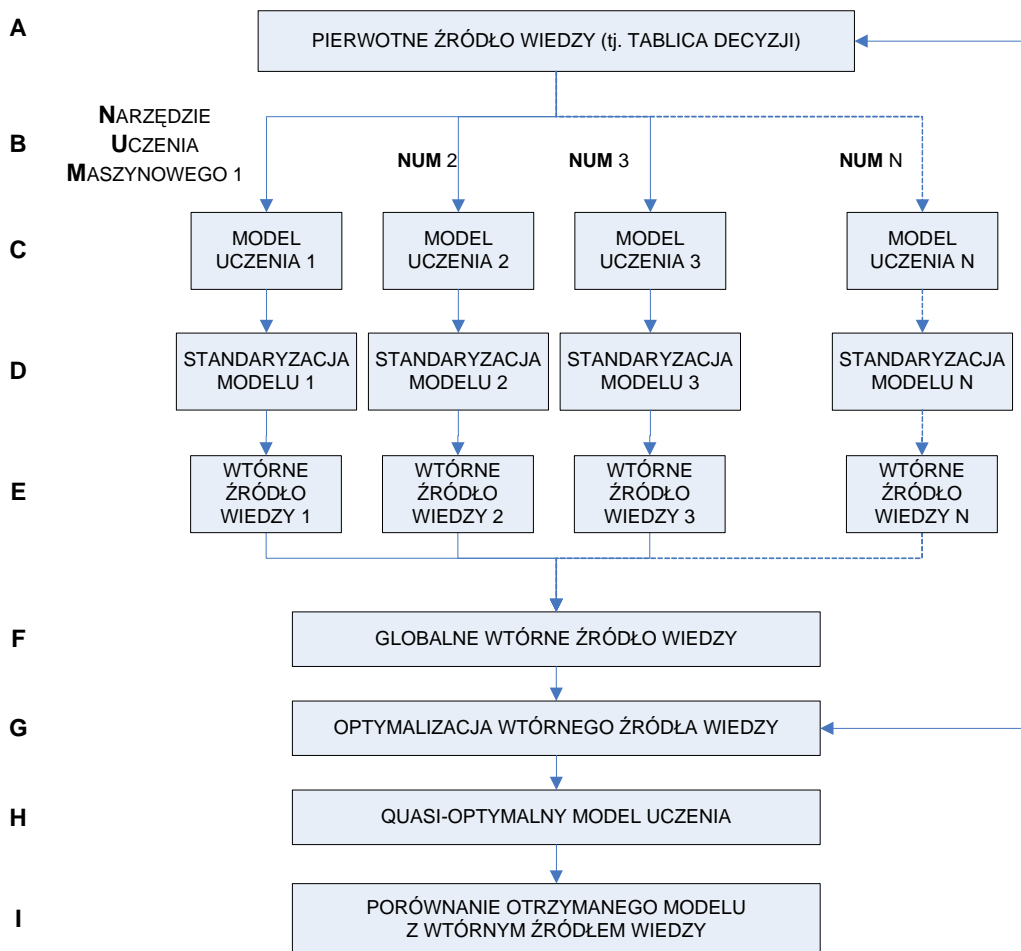 A
PIERWOTNE ŹRÓDŁO WIEDZY (tj. TABLICA DECYZJI)
B
NARZĘDZIE
UCZENIA
MASZYNOWEGO 1
NUM 2
NUM 3
NUM N
C
MODEL
UCZENIA 1
MODEL
UCZENIA 2
MODEL
UCZENIA 3
MODEL
UCZENIA N
D
STANDARYZACJA
MODELU 1
STANDARYZACJA
MODELU 2
STANDARYZACJA
MODELU 3
STANDARYZACJA
MODELU N
E
WTÓRNE
ŹRÓDŁO
WIEDZY 1
WTÓRNE
ŹRÓDŁO
WIEDZY 2
WTÓRNE
ŹRÓDŁO
WIEDZY 3
WTÓRNE
ŹRÓDŁO
WIEDZY N
F
GLOBALNE WTÓRNE ŹRÓDŁO WIEDZY
G
OPTYMALIZACJA WTÓRNEGO ŹRÓDŁA WIEDZY
H
QUASI-OPTYMALNY MODEL UCZENIA
I
PORÓWNANIE OTRZYMANEGO MODELU
Z WTÓRNYM ŹRÓDŁEM WIEDZY